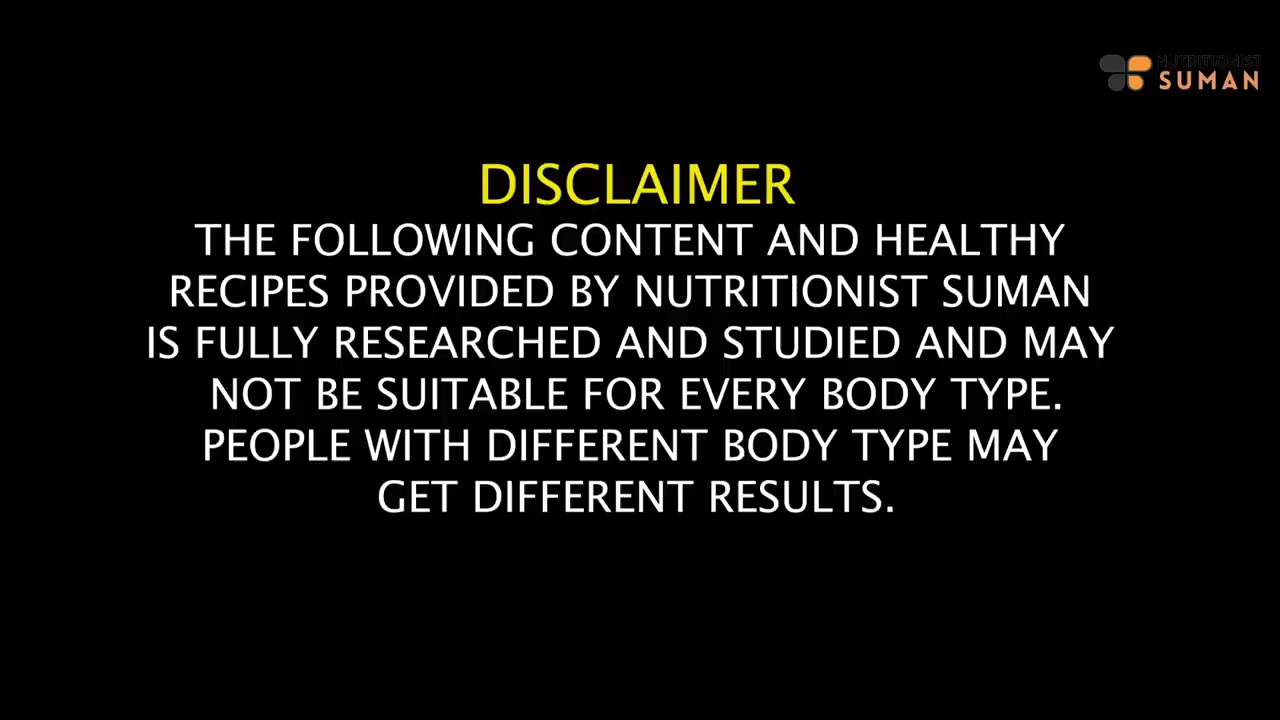 NUTRITIONIST
SUMAN
DISCLAIMER
THE FOLLOWING CONTENT AND HEALTHY
RECIPES PROVIDED BY NUTRITIONIST SUMAN
IS FULLY RESEARCHED AND STUDIED AND MAY
NOT BE SUITABLE FOR EVERY BODY TYPE.
PEOPLE WITH DIFFERENT BODY TYPE MAY
GET DIFFERENT RESULTS.